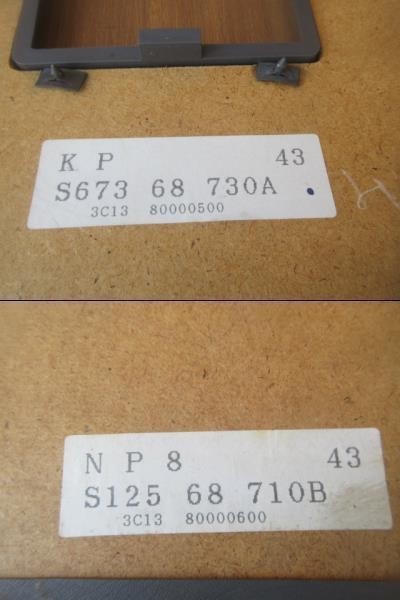 K P 43
S673 68 730A
3C13 80000500
H
N P 8 43
S125 68 710B
3C13 80000600